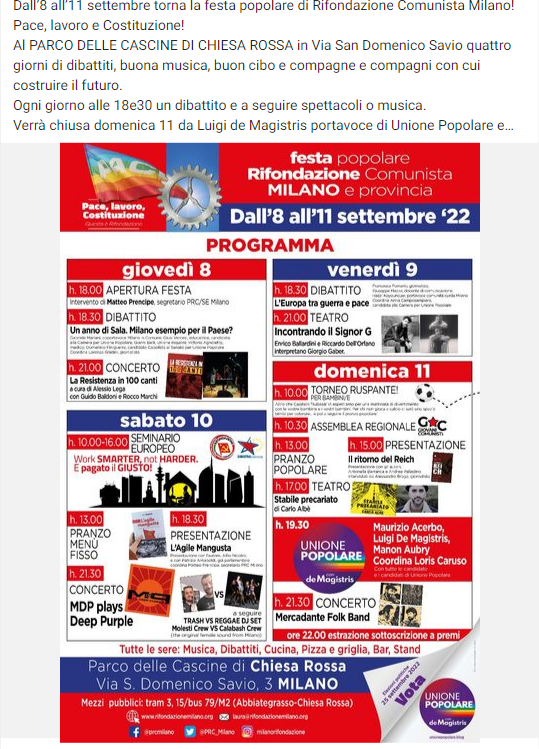 Dall'8 all'11 settembre torna la festa popolare di Rifondazione Comunista Milano!
Pace, lavoro e Costituzione!
Al PARCO DELLE CASCINE DI CHIESA ROSSA in Via San Domenico Savio quattro
giorni di dibattiti, buona musica, buon cibo e compagne e compagni con cui
costruire il futuro.
Ogni giorno alle 18e30 un dibattito e a seguire spettacoli o musica.
Verrà chiusa domenica 11 da Luigi de Magistris portavoce di Unione Popolare e…
PACE
Pace, lavoro,
Costituzione
festa popolare
Rifondazione Comunista
MILANO e provincia
Dall'8 all'11 settembre '22
PROGRAMMA
giovedì 8
h. 18.00 APERTURA FESTA
Intervento di Matteo Prencipe, segretario PRC/SE Milano
h. 18.30 DIBATTITO
Un anno di Sala. Milano esempio per il Paese?
h. 21.00 CONCERTO
La Resistenza in 100 canti
a cura di Alessio Lega
con Guido Baldoni e Rocco Marchi
LA RESISTENZA IN
100 CANTI
venerdì 9
h. 18.30 DIBATTITO
L'Europa tra guerra e pace
h. 21.00 TEATRO
Incontrando il Signor G
Enrico Ballardini e Riccardo Dell'Orfano
interpretano Giorgio Gaber.
sabato 10
h. 10.00-16.00 SEMINARIO
EUROPEO
Work SMARTER, not HARDER.
E pagato il GIUSTO!
h. 13.00
PRANZO
MENÙ
FISSO
l'Agile Mangusta
h. 18.30
PRESENTAZIONE
L'Agile Mangusta
h. 21.30
CONCERTO
MDP plays
Deep Purple
VS
a seguire
TRASH VS REGGAE DJ SET
Molesti Crew VS Calabash Crew
(the original female sound from Milano)
domenica 11
h. 10.00 TORNEO RUSPANTE!
PER BAMBIN/E
h. 10.30 ASSEMBLEA REGIONALE GC
GIOVANI
COMUNISTI
h. 13.00
PRANZO
POPOLARE
h. 15.00 PRESENTAZIONE
Il ritorno del Reich
h. 17.00 TEATRO
Stabile precariato
di Carlo Albè
STABILE
PRECARIATO
h. 19.30
UNIONE
POPOLARE
con
de Magistris
Maurizio Acerbo,
Luigi De Magistris,
Manon Aubry
Coordina Loris Caruso
Con tutte le candidate
e i candidati di Unione Popolare
h. 21.30 CONCERTO
Mercadante Folk Band
ore 22.00 estrazione sottoscrizione a premi
Tutte le sere: Musica, Dibattiti, Cucina, Pizza e griglia, Bar, Stand
Parco delle Cascine di Chiesa Rossa
Via S. Domenico Savio, 3 MILANO
Mezzi pubblici: tram 3, 15/bus 79/M2 (Abbiategrasso-Chiesa Rossa)
www.rifondazionemilano.org laura@rifondazionemilano.org
@prcmilano @PRC_Milano milanorifondazione
Elezioni politiche
25 settembre 2022
Vota
UNIONE
POPOLARE
con
de Magistris
unionepopolare.blog